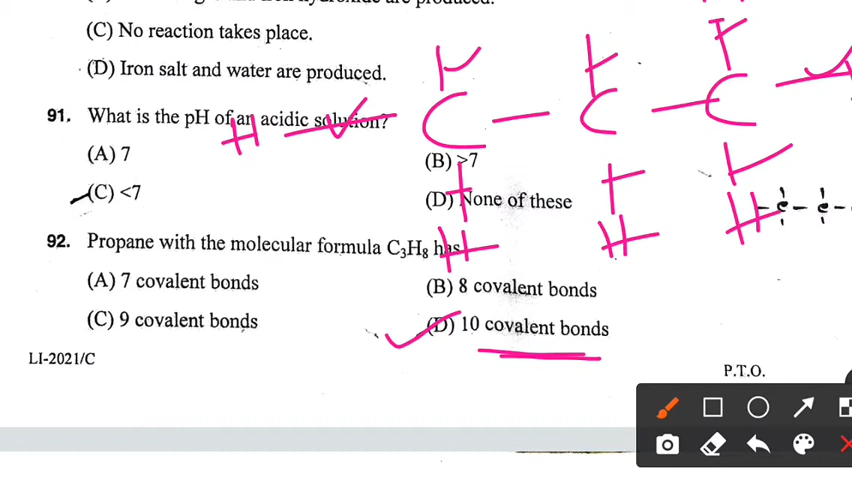 (C) No reaction takes place.
(D) Iron salt and water are produced.
91. What is the pH of an acidic solution?
(A) 7
(B) >7
(C) <7
(D) None of these
92. Propane with the molecular formula C₃H₈ has
(A) 7 covalent bonds
(B) 8 covalent bonds
(C) 9 covalent bonds
(D) 10 covalent bonds
LI-2021/C
P.T.O.
H
C — C — C
H H H
- c - c -